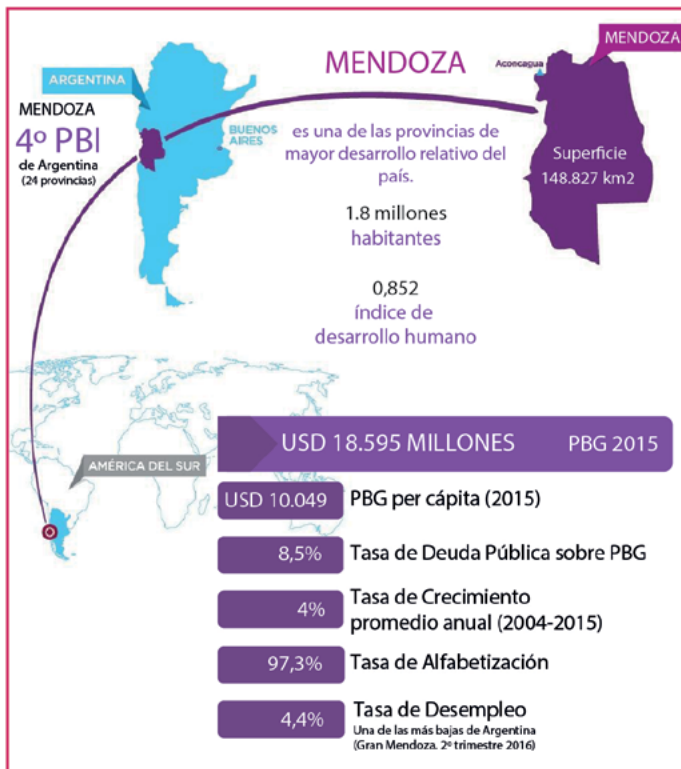 MENDOZA
ARGENTINA
MENDOZA
4º PBI
de Argentina
(24 provincias)
BUENOS
AIRES
MENDOZA
Aconcagua
Superficie
148.827 km2
es una de las provincias de
mayor desarrollo relativo del
país.
1.8 millones
habitantes
0,852
índice de
desarrollo humano
AMÉRICA DEL SUR
USD 18.595 MILLONES PBG 2015
USD 10.049 PBG per cápita (2015)
8,5% Tasa de Deuda Pública sobre PBG
4% Tasa de Crecimiento
promedio anual (2004-2015)
97,3% Tasa de Alfabetización
4,4% Tasa de Desempleo
Una de las más bajas de Argentina
(Gran Mendoza. 2º trimestre 2016)